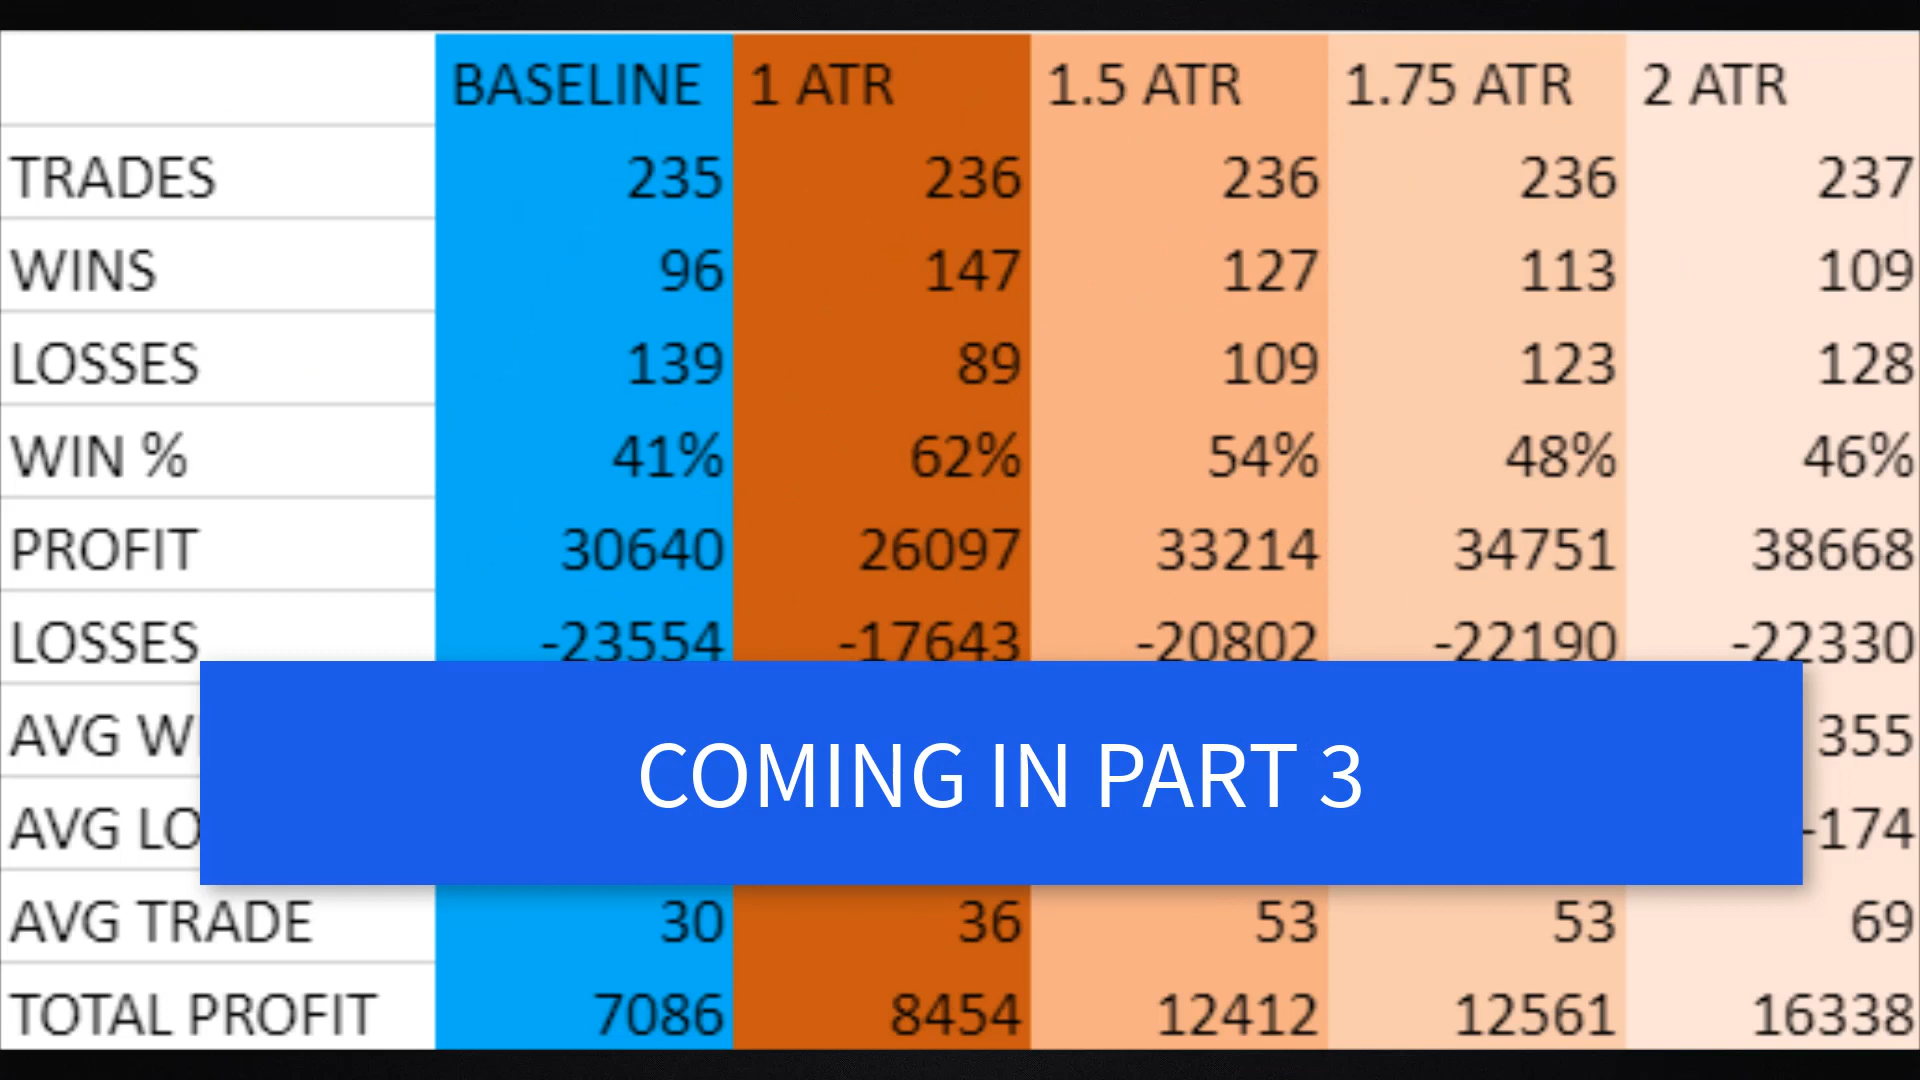 BASELINE 1 ATR 1.5 ATR 1.75 ATR 2 ATR
TRADES 235 236 236 236 237
WINS 96 147 127 113 109
LOSSES 139 89 109 123 128
WIN % 41% 62% 54% 48% 46%
PROFIT 30640 26097 33214 34751 38668
LOSSES -23554 -17643 -20802 -22190 -22330
AVG W 355
COMING IN PART 3
AVG LO -174
AVG TRADE 30 36 53 53 69
TOTAL PROFIT 7086 8454 12412 12561 16338